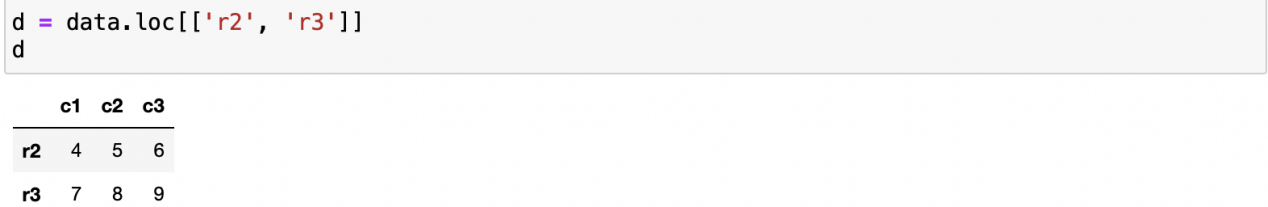 d = data.loc[['r2', 'r3']]
d
c1 c2 c3
r2 4 5 6
r3 7 8 9